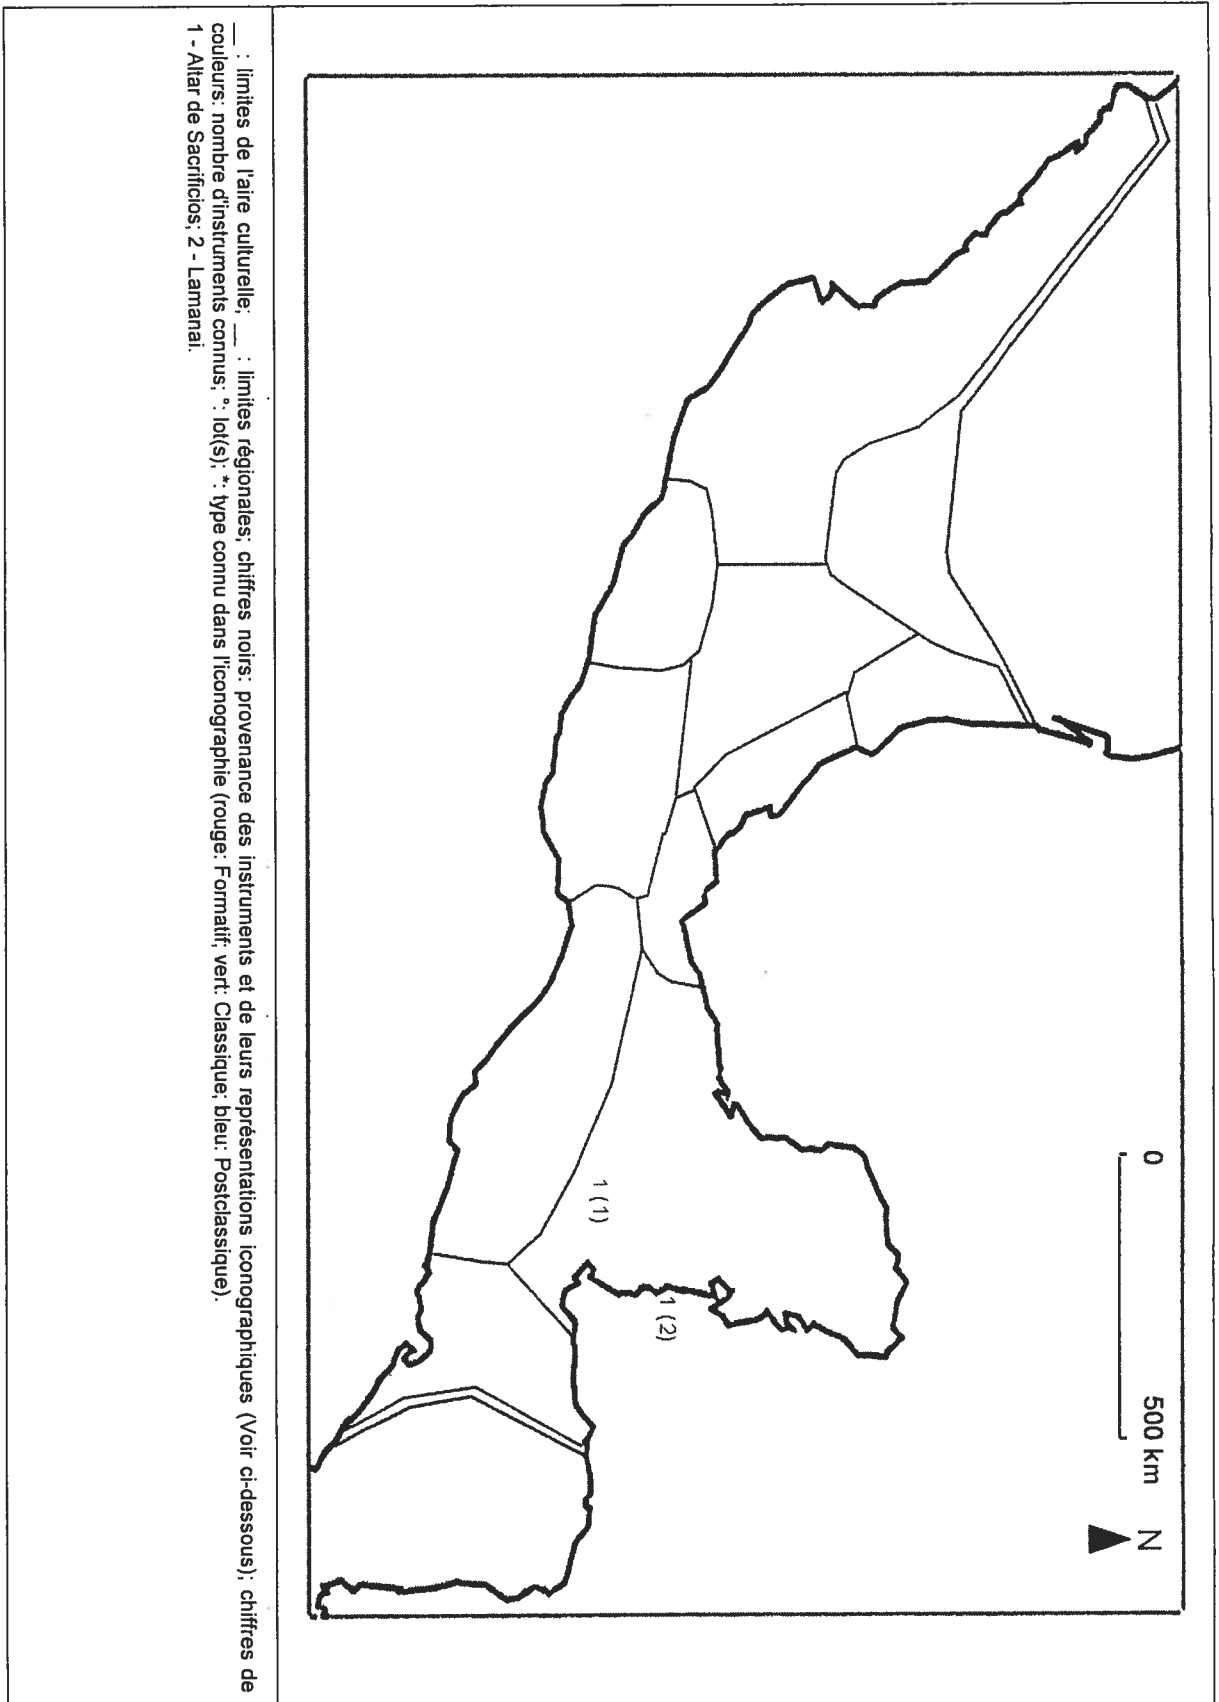 0 500 km N
1 (1)
1 (2)
__ : limites de l'aire culturelle; __ : limites régionales; chiffres noirs: provenance des instruments et de leurs représentations iconographiques (Voir ci-dessous); chiffres de
couleurs: nombre d'instruments connus; °: lot(s); *: type connu dans l'iconographie (rouge: Formatif; vert: Classique; bleu: Postclassique).
1 - Altar de Sacrificios; 2 - Lamanai.